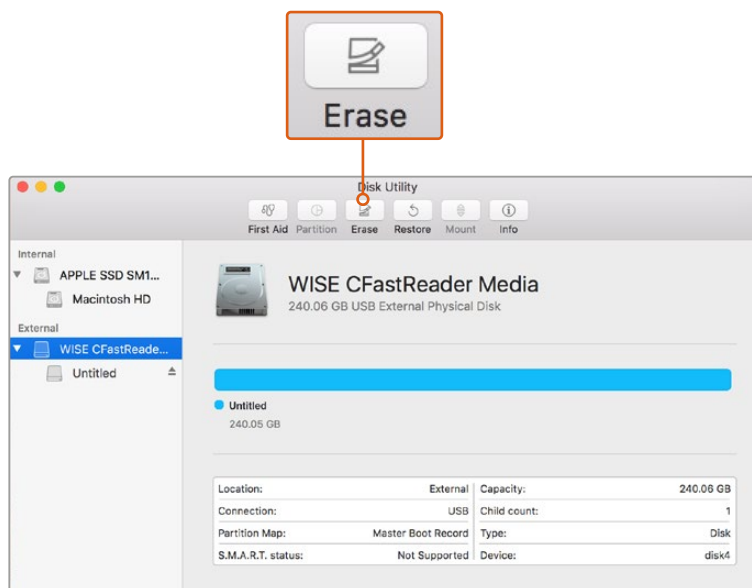 Erase
Disk Utility
First Aid Partition Erase Restore Mount Info
Internal
APPLE SSD SM1...
Macintosh HD
External
WISE CFastReade...
Untitled
WISE CFastReader Media
240.06 GB USB External Physical Disk
Untitled
240.05 GB
Location: External Capacity: 240.06 GB
Connection: USB Child count: 1
Partition Map: Master Boot Record Type: Disk
S.M.A.R.T. status: Not Supported Device: disk4